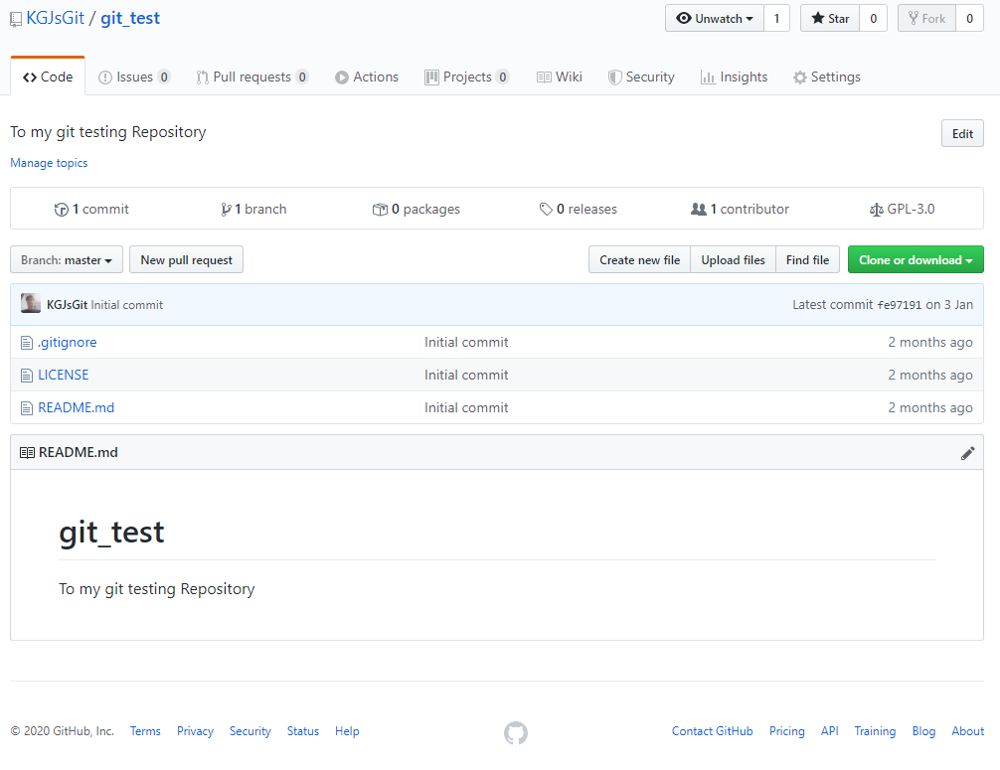 KGJsGit / git_test Unwatch 1 Star 0 Fork 0
Code Issues 0 Pull requests 0 Actions Projects 0 Wiki Security Insights Settings
To my git testing Repository Edit
Manage topics
1 commit 1 branch 0 packages 0 releases 1 contributor GPL-3.0
Branch: master New pull request Create new file Upload files Find file Clone or download
KGJsGit Initial commit Latest commit fe97191 on 3 Jan
.gitignore Initial commit 2 months ago
LICENSE Initial commit 2 months ago
README.md Initial commit 2 months ago
README.md
git_test
To my git testing Repository
© 2020 GitHub, Inc. Terms Privacy Security Status Help Contact GitHub Pricing API Training Blog About